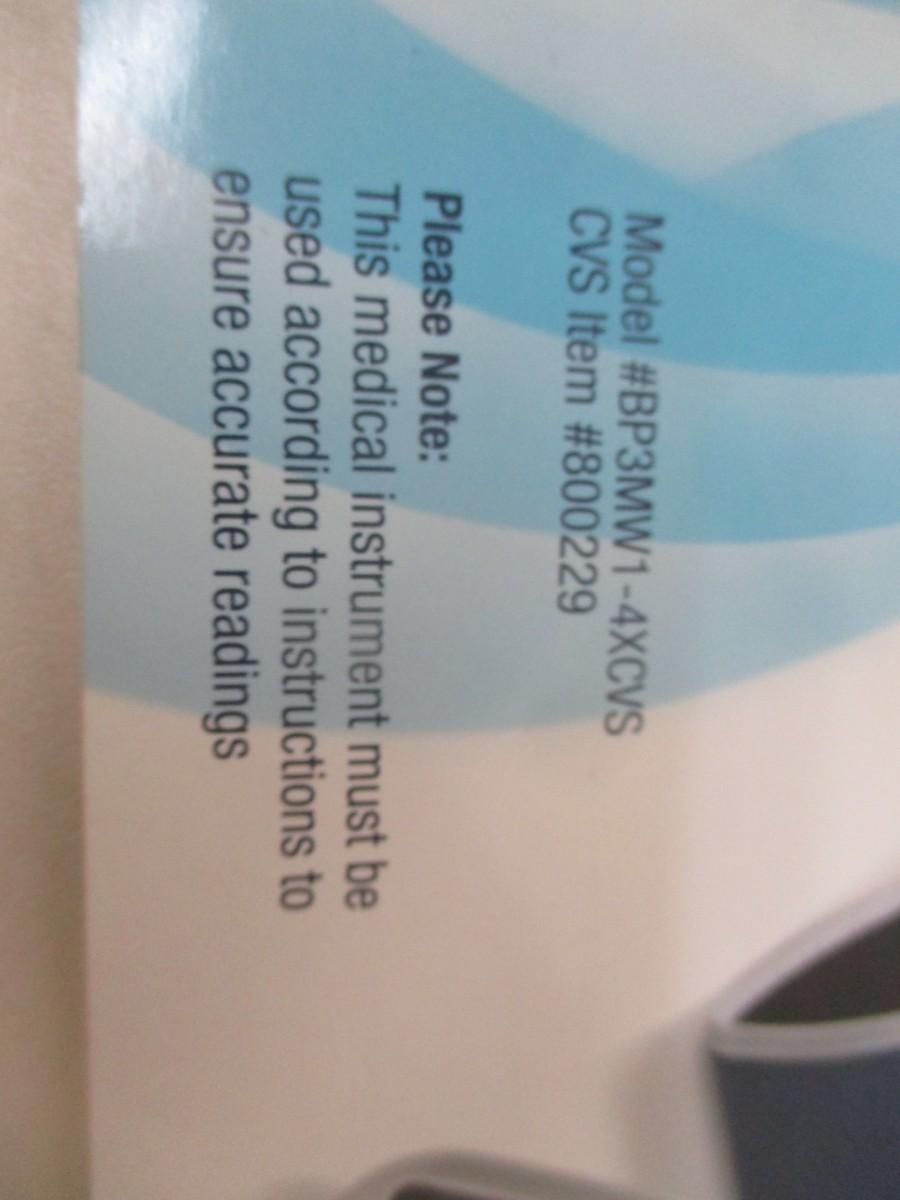 Model #BP3MW1-4XCVS
CVS Item #800229
Please Note:
This medical instrument must be
used according to instructions to
ensure accurate readings